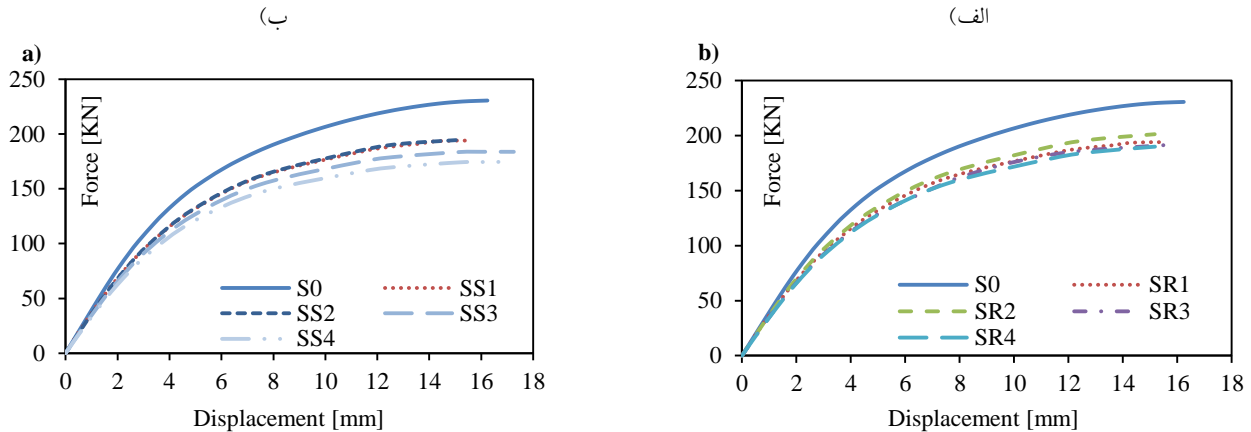 ب)
الف)
a)
250
200
150
100
50
0
Force [KN]
S0
SS1
SS2
SS3
SS4
0 2 4 6 8 10 12 14 16 18
Displacement [mm]
b)
250
200
150
100
50
0
Force [KN]
S0
SR1
SR2
SR3
SR4
0 2 4 6 8 10 12 14 16 18
Displacement [mm]